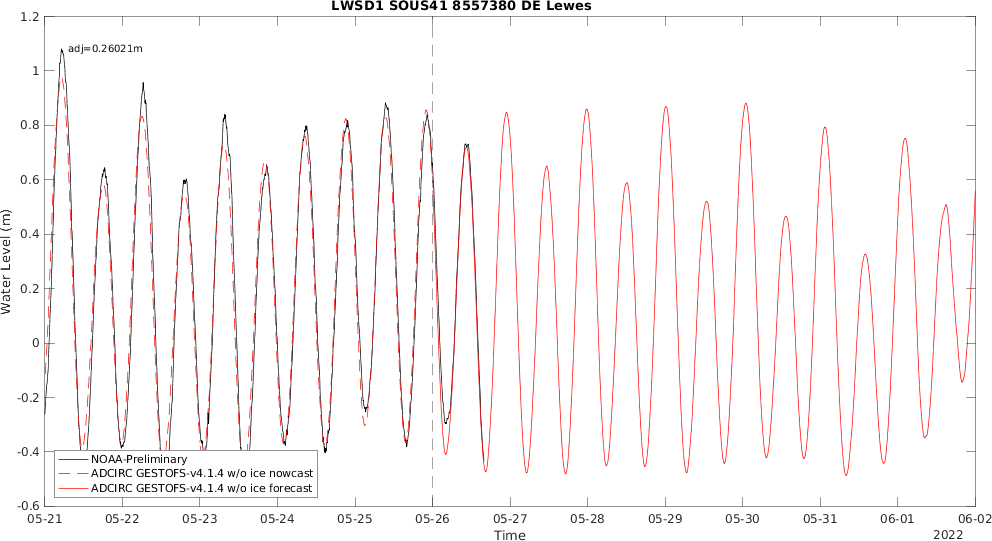 LWSD1 SOUS41 8557380 DE Lewes
adj=0.26021m
1.2
1
0.8
0.6
0.4
0.2
0
-0.2
-0.4
-0.6
Water Level (m)
NOAA-Preliminary
ADCIRC GESTOFS-v4.1.4 w/o ice nowcast
ADCIRC GESTOFS-v4.1.4 w/o ice forecast
05-21 05-22 05-23 05-24 05-25 05-26 05-27 05-28 05-29 05-30 05-31 06-01 06-02
Time
2022